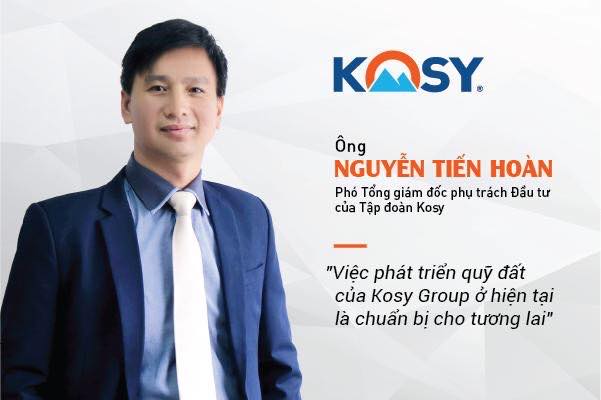 KOSY®
Ông
NGUYỄN TIẾN HOÀN
Phó Tổng giám đốc phụ trách Đầu tư
của Tập đoàn Kosy
"Việc phát triển quỹ đất
của Kosy Group ở hiện tại
là chuẩn bị cho tương lai"